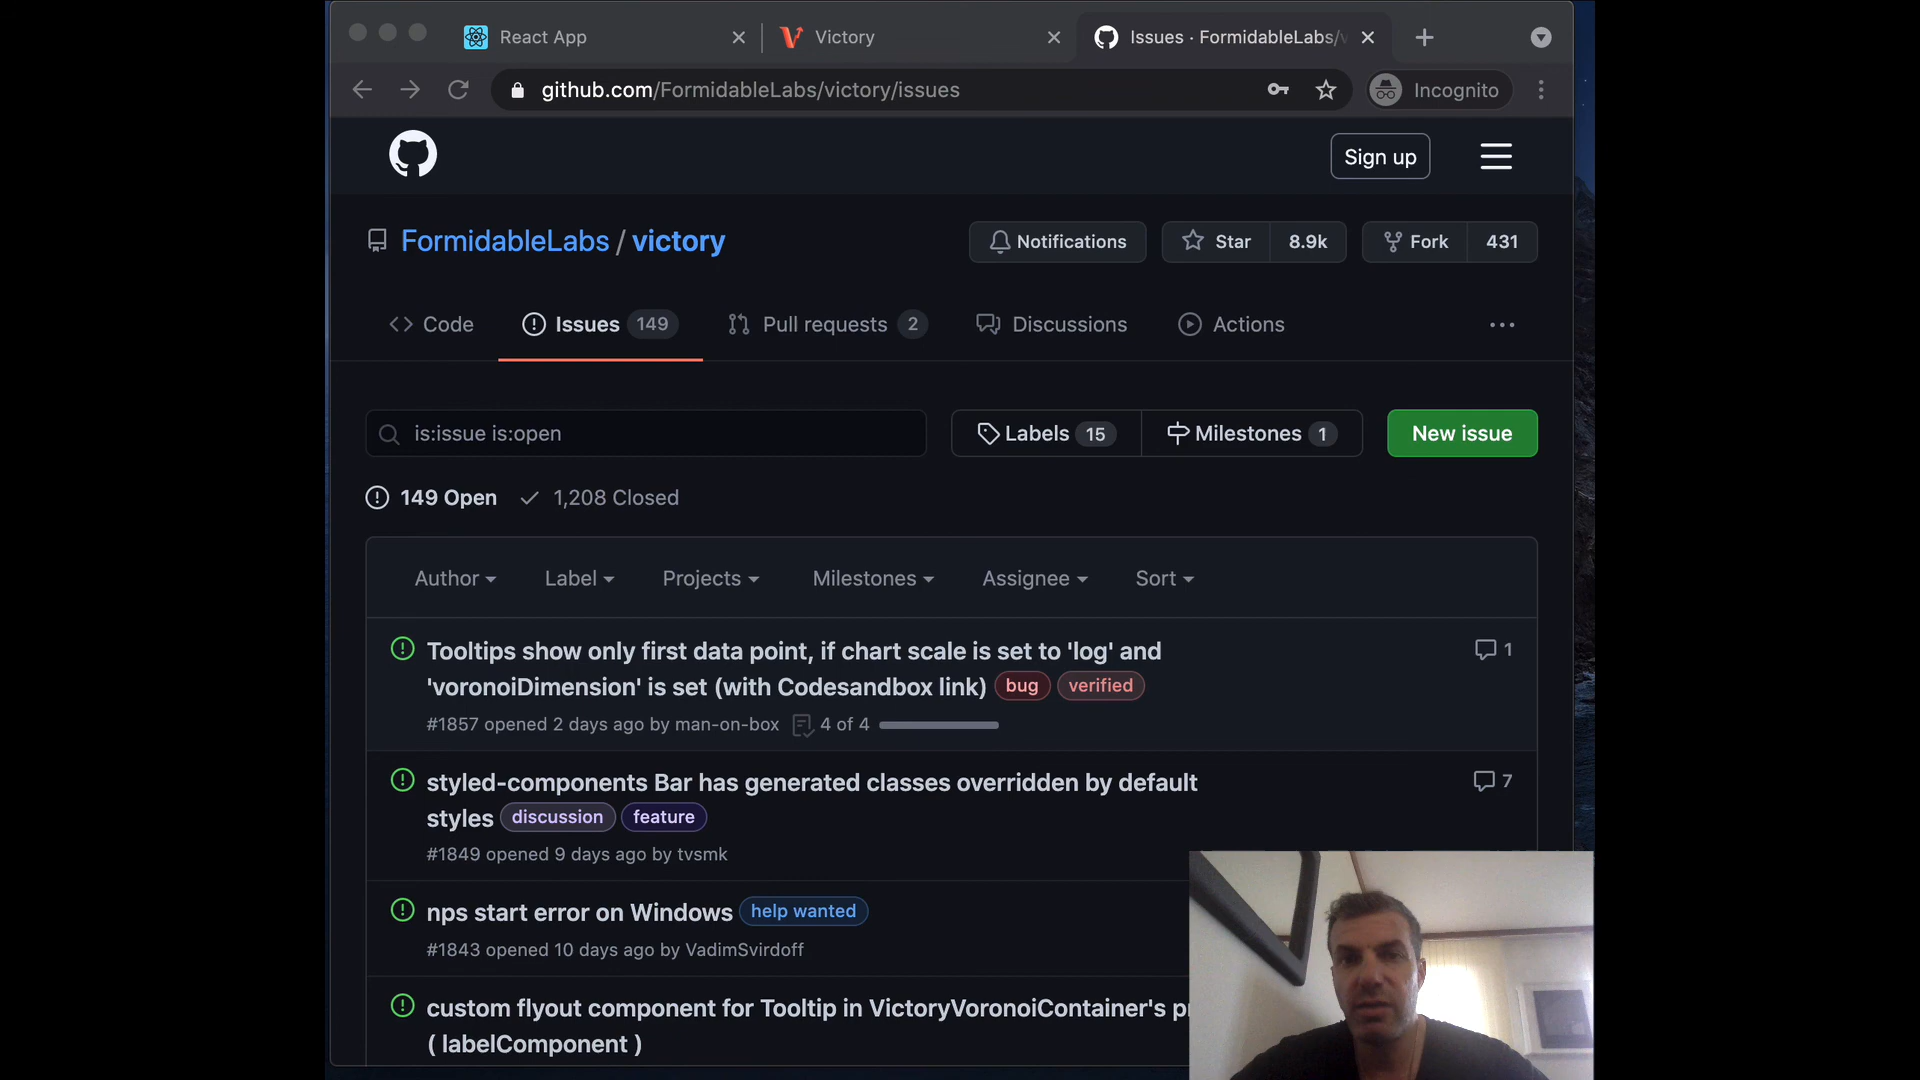 React App
Victory
Issues · FormidableLabs/v
github.com/FormidableLabs/victory/issues
Incognito
Sign up
FormidableLabs / victory
Notifications
Star 8.9k
Fork 431
Code
Issues 149
Pull requests 2
Discussions
Actions
is:issue is:open
Labels 15
Milestones 1
New issue
149 Open
1,208 Closed
Author
Label
Projects
Milestones
Assignee
Sort
Tooltips show only first data point, if chart scale is set to 'log' and
'voronoiDimension' is set (with Codesandbox link) bug verified
1
#1857 opened 2 days ago by man-on-box 4 of 4
styled-components Bar has generated classes overridden by default
styles discussion feature
7
#1849 opened 9 days ago by tvsmk
nps start error on Windows help wanted
#1843 opened 10 days ago by VadimSvirdoff
custom flyout component for Tooltip in VictoryVoronoiContainer's
( labelComponent )